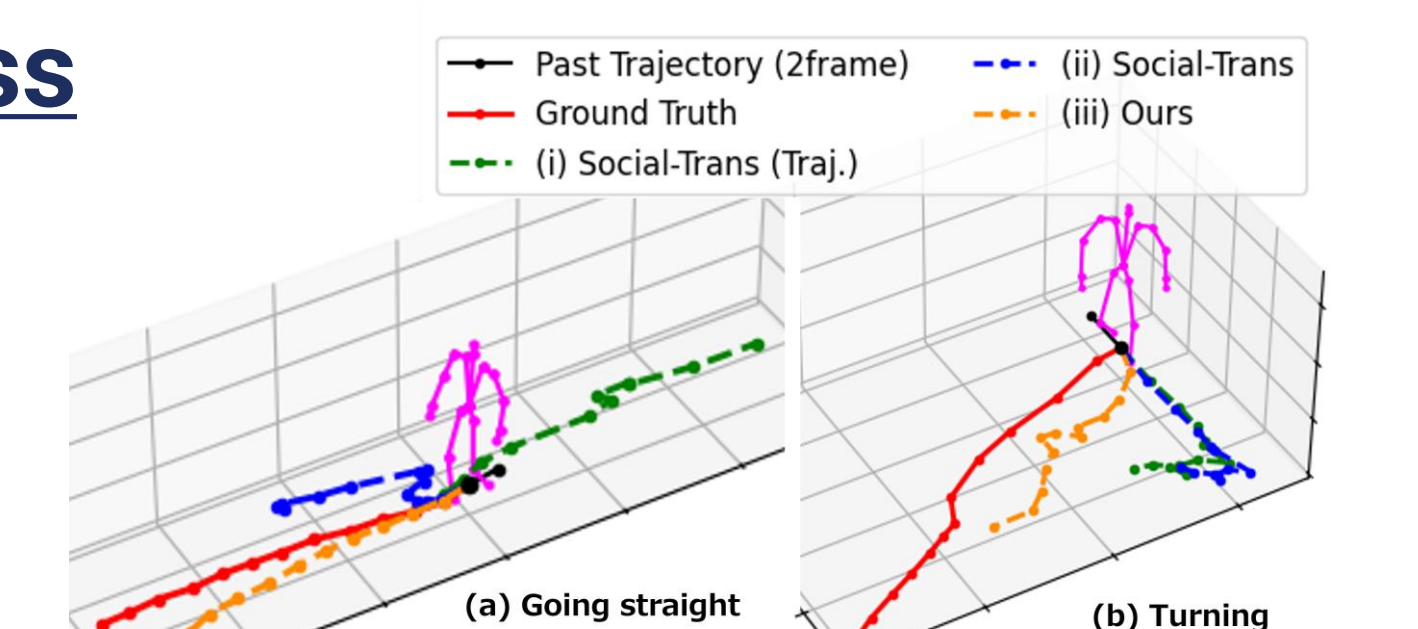 ss
Past Trajectory (2frame)
Ground Truth
(i) Social-Trans (Traj.)
(ii) Social-Trans
(iii) Ours
(a) Going straight
(b) Turning